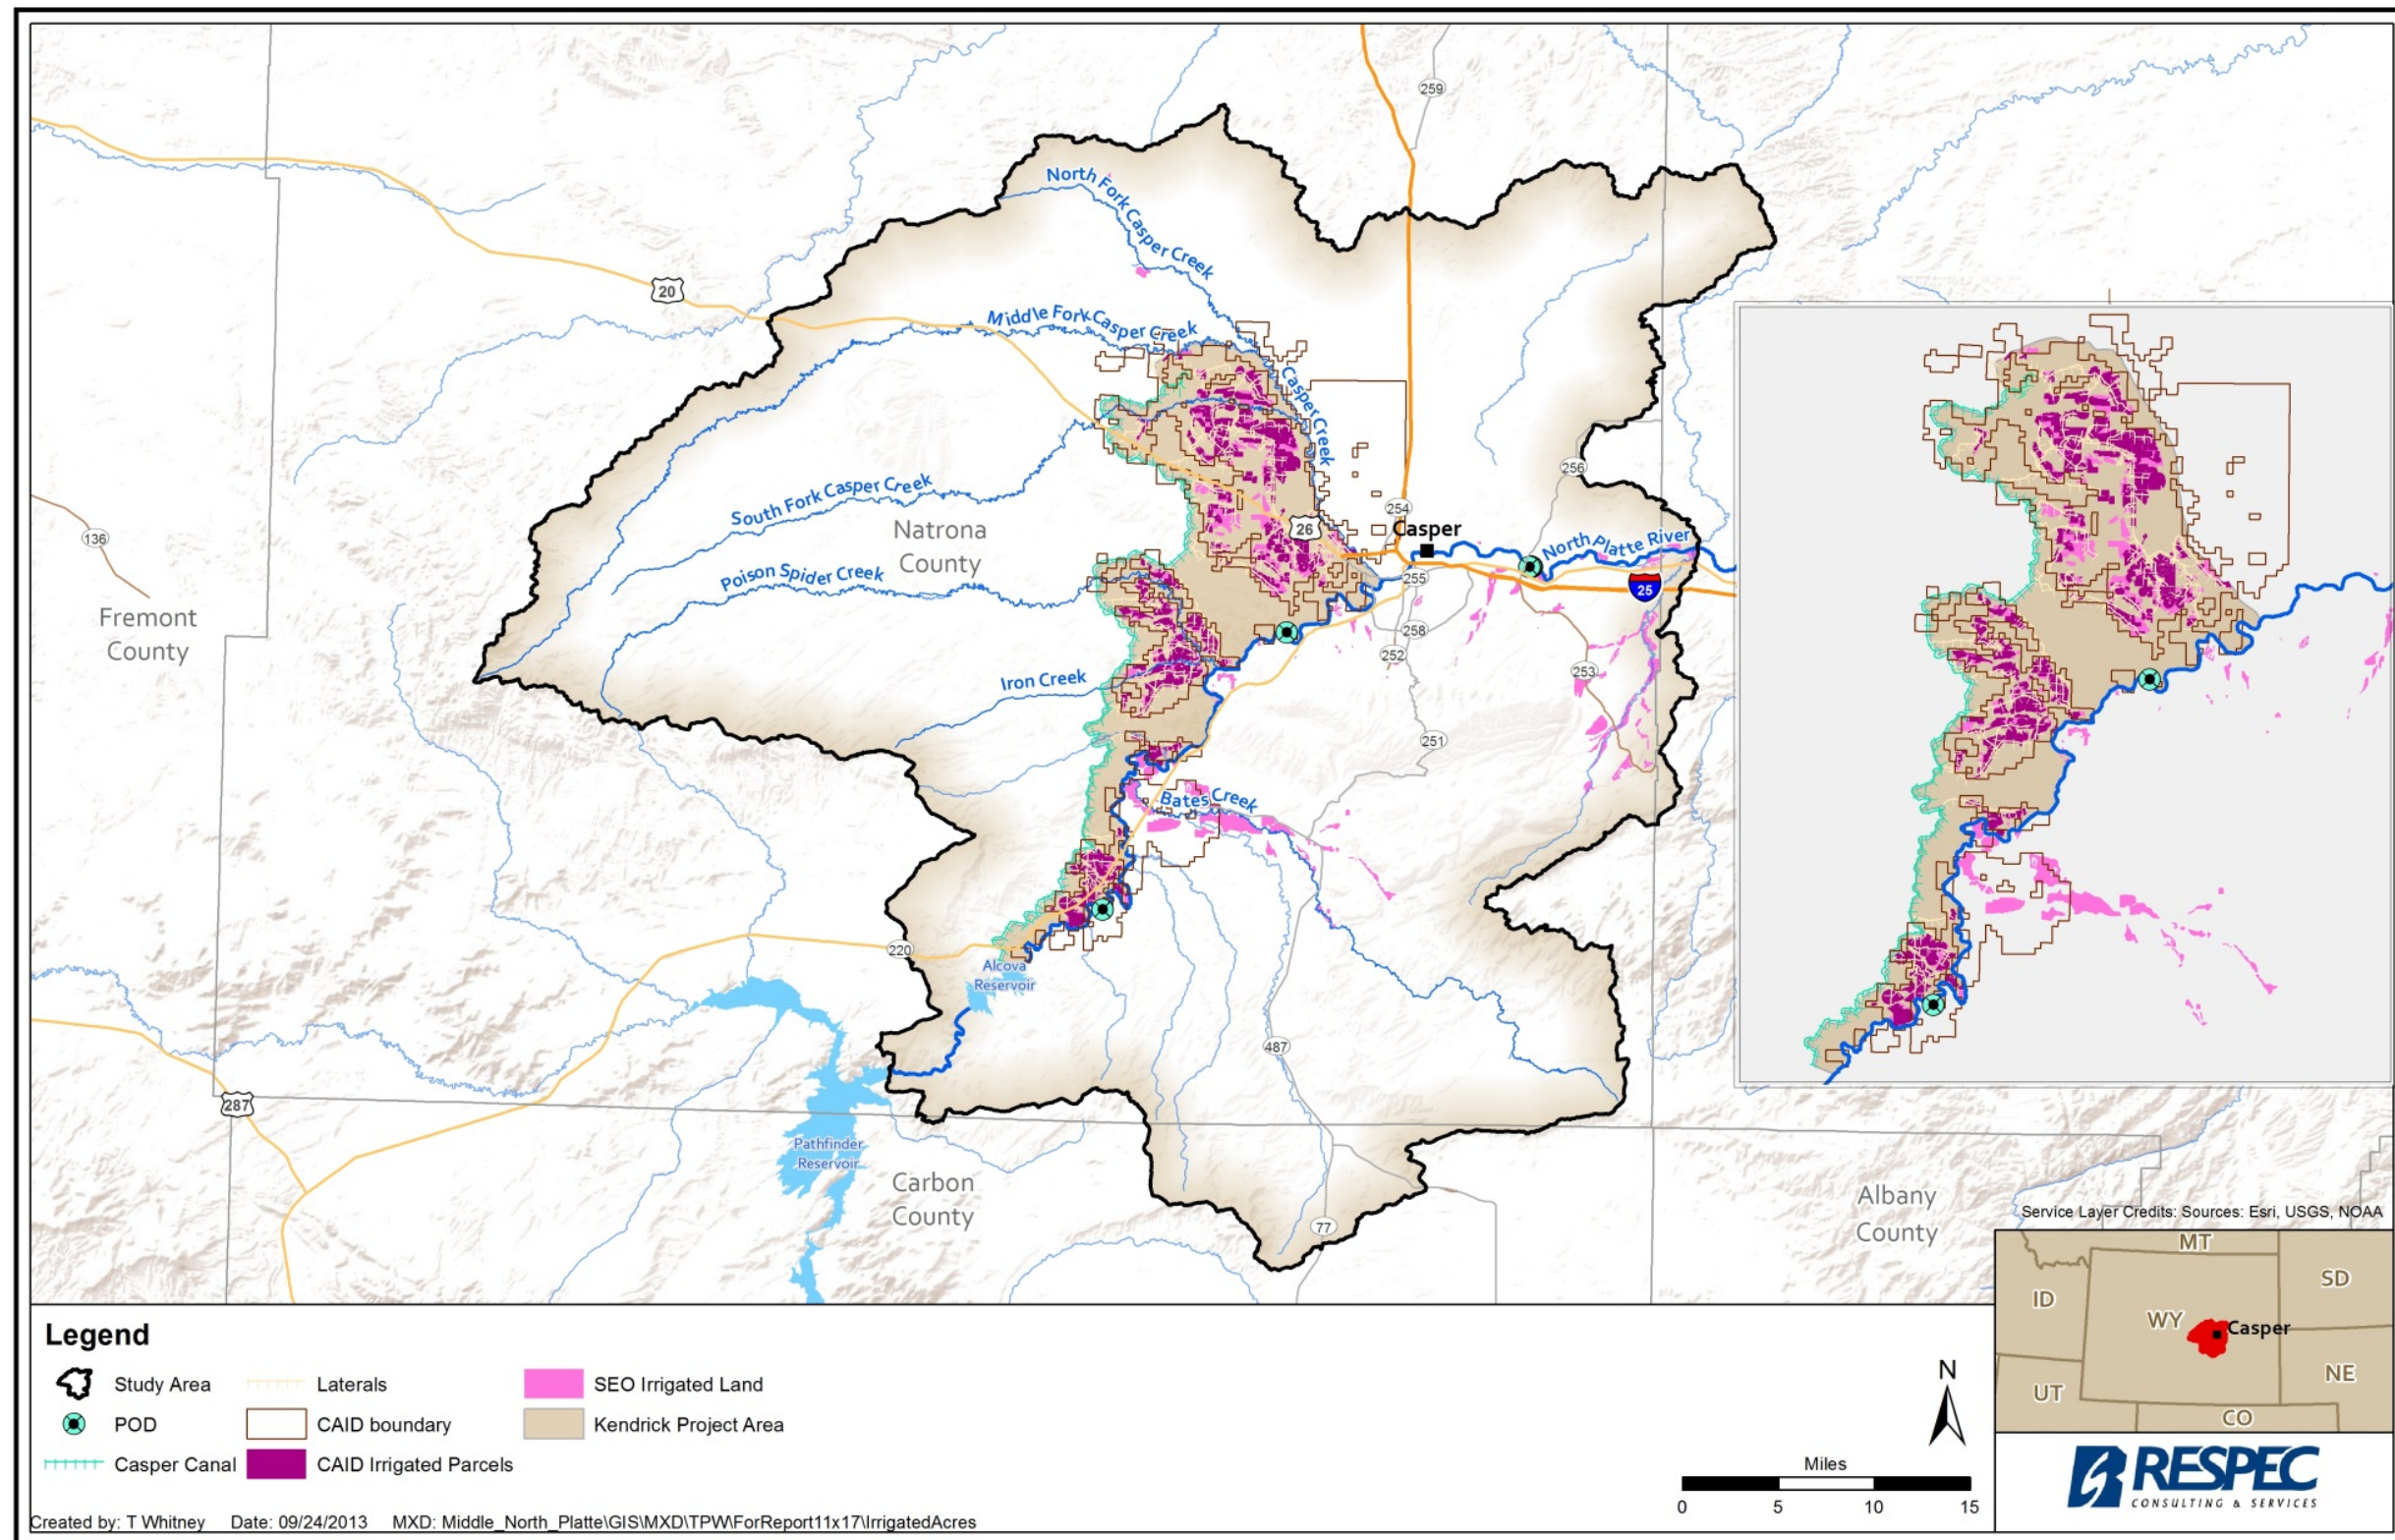 259
North Fork Casper Creek
20
Middle Fork Casper Creek
Casper Creek
256
South Fork Casper Creek
254
Natrona
County
26
Casper
136
North Platte River
Poison Spider Creek
255
25
Fremont
County
258
252
253
Iron Creek
251
Bates Creek
220
Alcova
Reservoir
487
287
Pathfinder
Reservoir
Carbon
County
Albany
County
77
Service Layer Credits: Sources: Esri, USGS, NOAA
MT
SD
ID
WY
Casper
NE
UT
CO
Legend
Study Area
Laterals
SEO Irrigated Land
POD
CAID boundary
Kendrick Project Area
Casper Canal
CAID Irrigated Parcels
N
Miles
0 5 10 15
RESPEC
CONSULTING & SERVICES
Created by: T Whitney Date: 09/24/2013 MXD: Middle_North_Platte\GIS\MXD\TPW\ForReport11x17\IrrigatedAcres